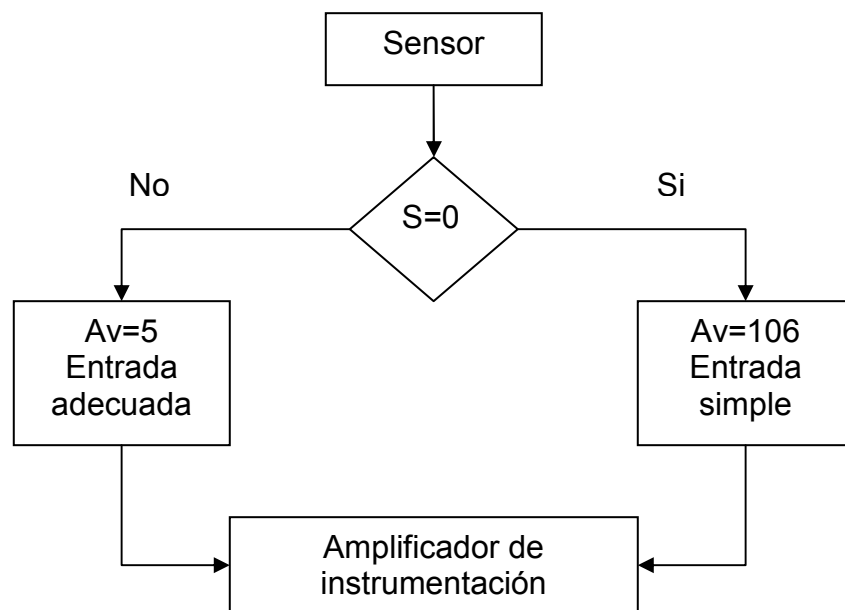 Sensor
No
Si
S=0
Av=5
Entrada
adecuada
Av=106
Entrada
simple
Amplificador de
instrumentación